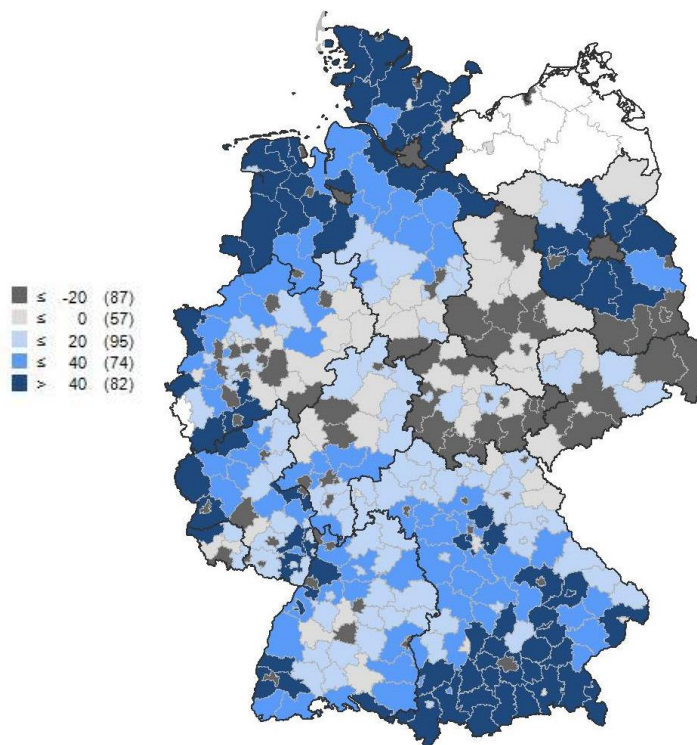 ≤ -20 (87)
≤ 0 (57)
≤ 20 (95)
≤ 40 (74)
> 40 (82)